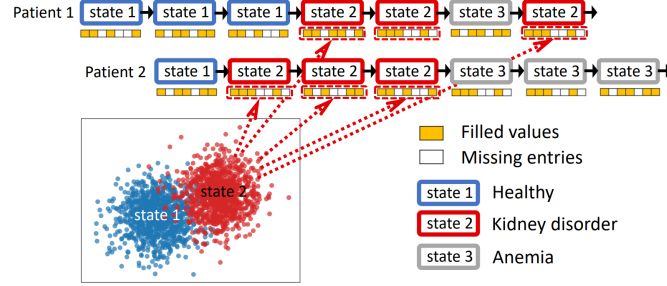 Patient 1 state 1 state 1 state 1 state 2 state 2 state 3 state 2
Patient 2 state 1 state 2 state 2 state 2 state 3 state 3 state 3
state 1 state 2
Filled values
Missing entries
state 1 Healthy
state 2 Kidney disorder
state 3 Anemia